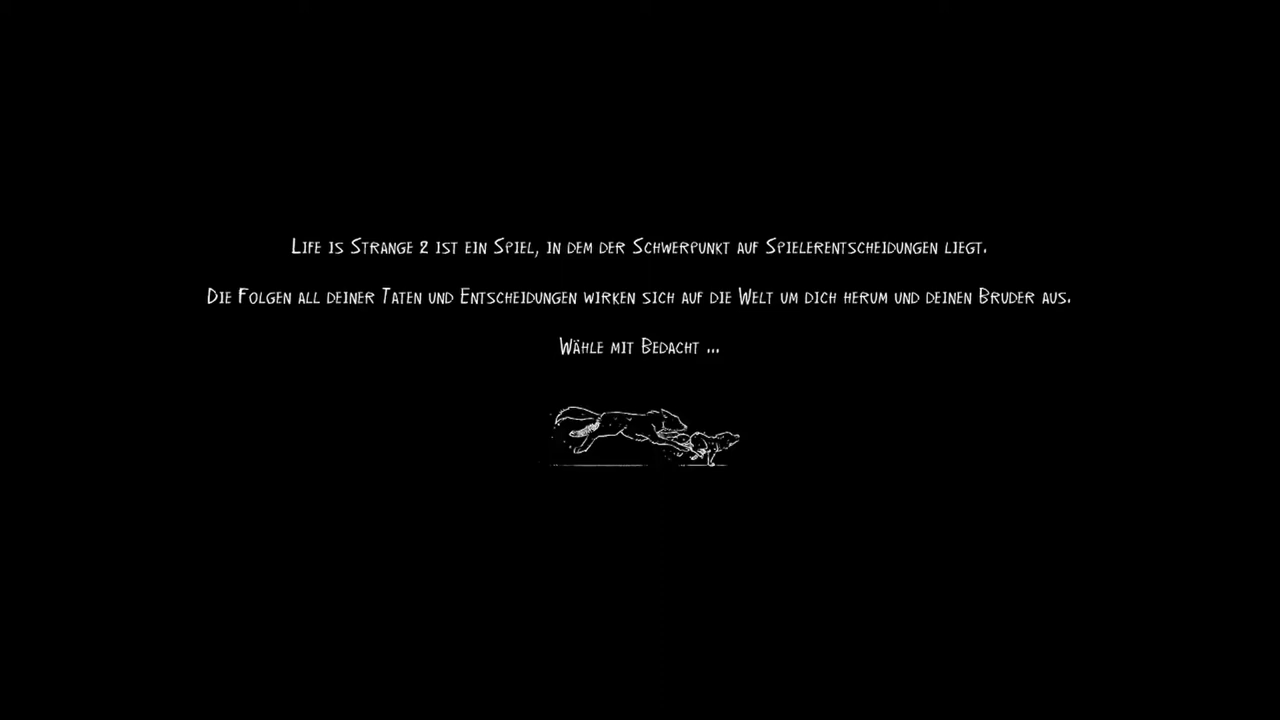 Life is Strange 2 ist ein Spiel, in dem der Schwerpunkt auf Spielerentscheidungen liegt.
Die Folgen all deiner Taten und Entscheidungen wirken sich auf die Welt um dich herum und deinen Bruder aus.
Wähle mit Bedacht ...